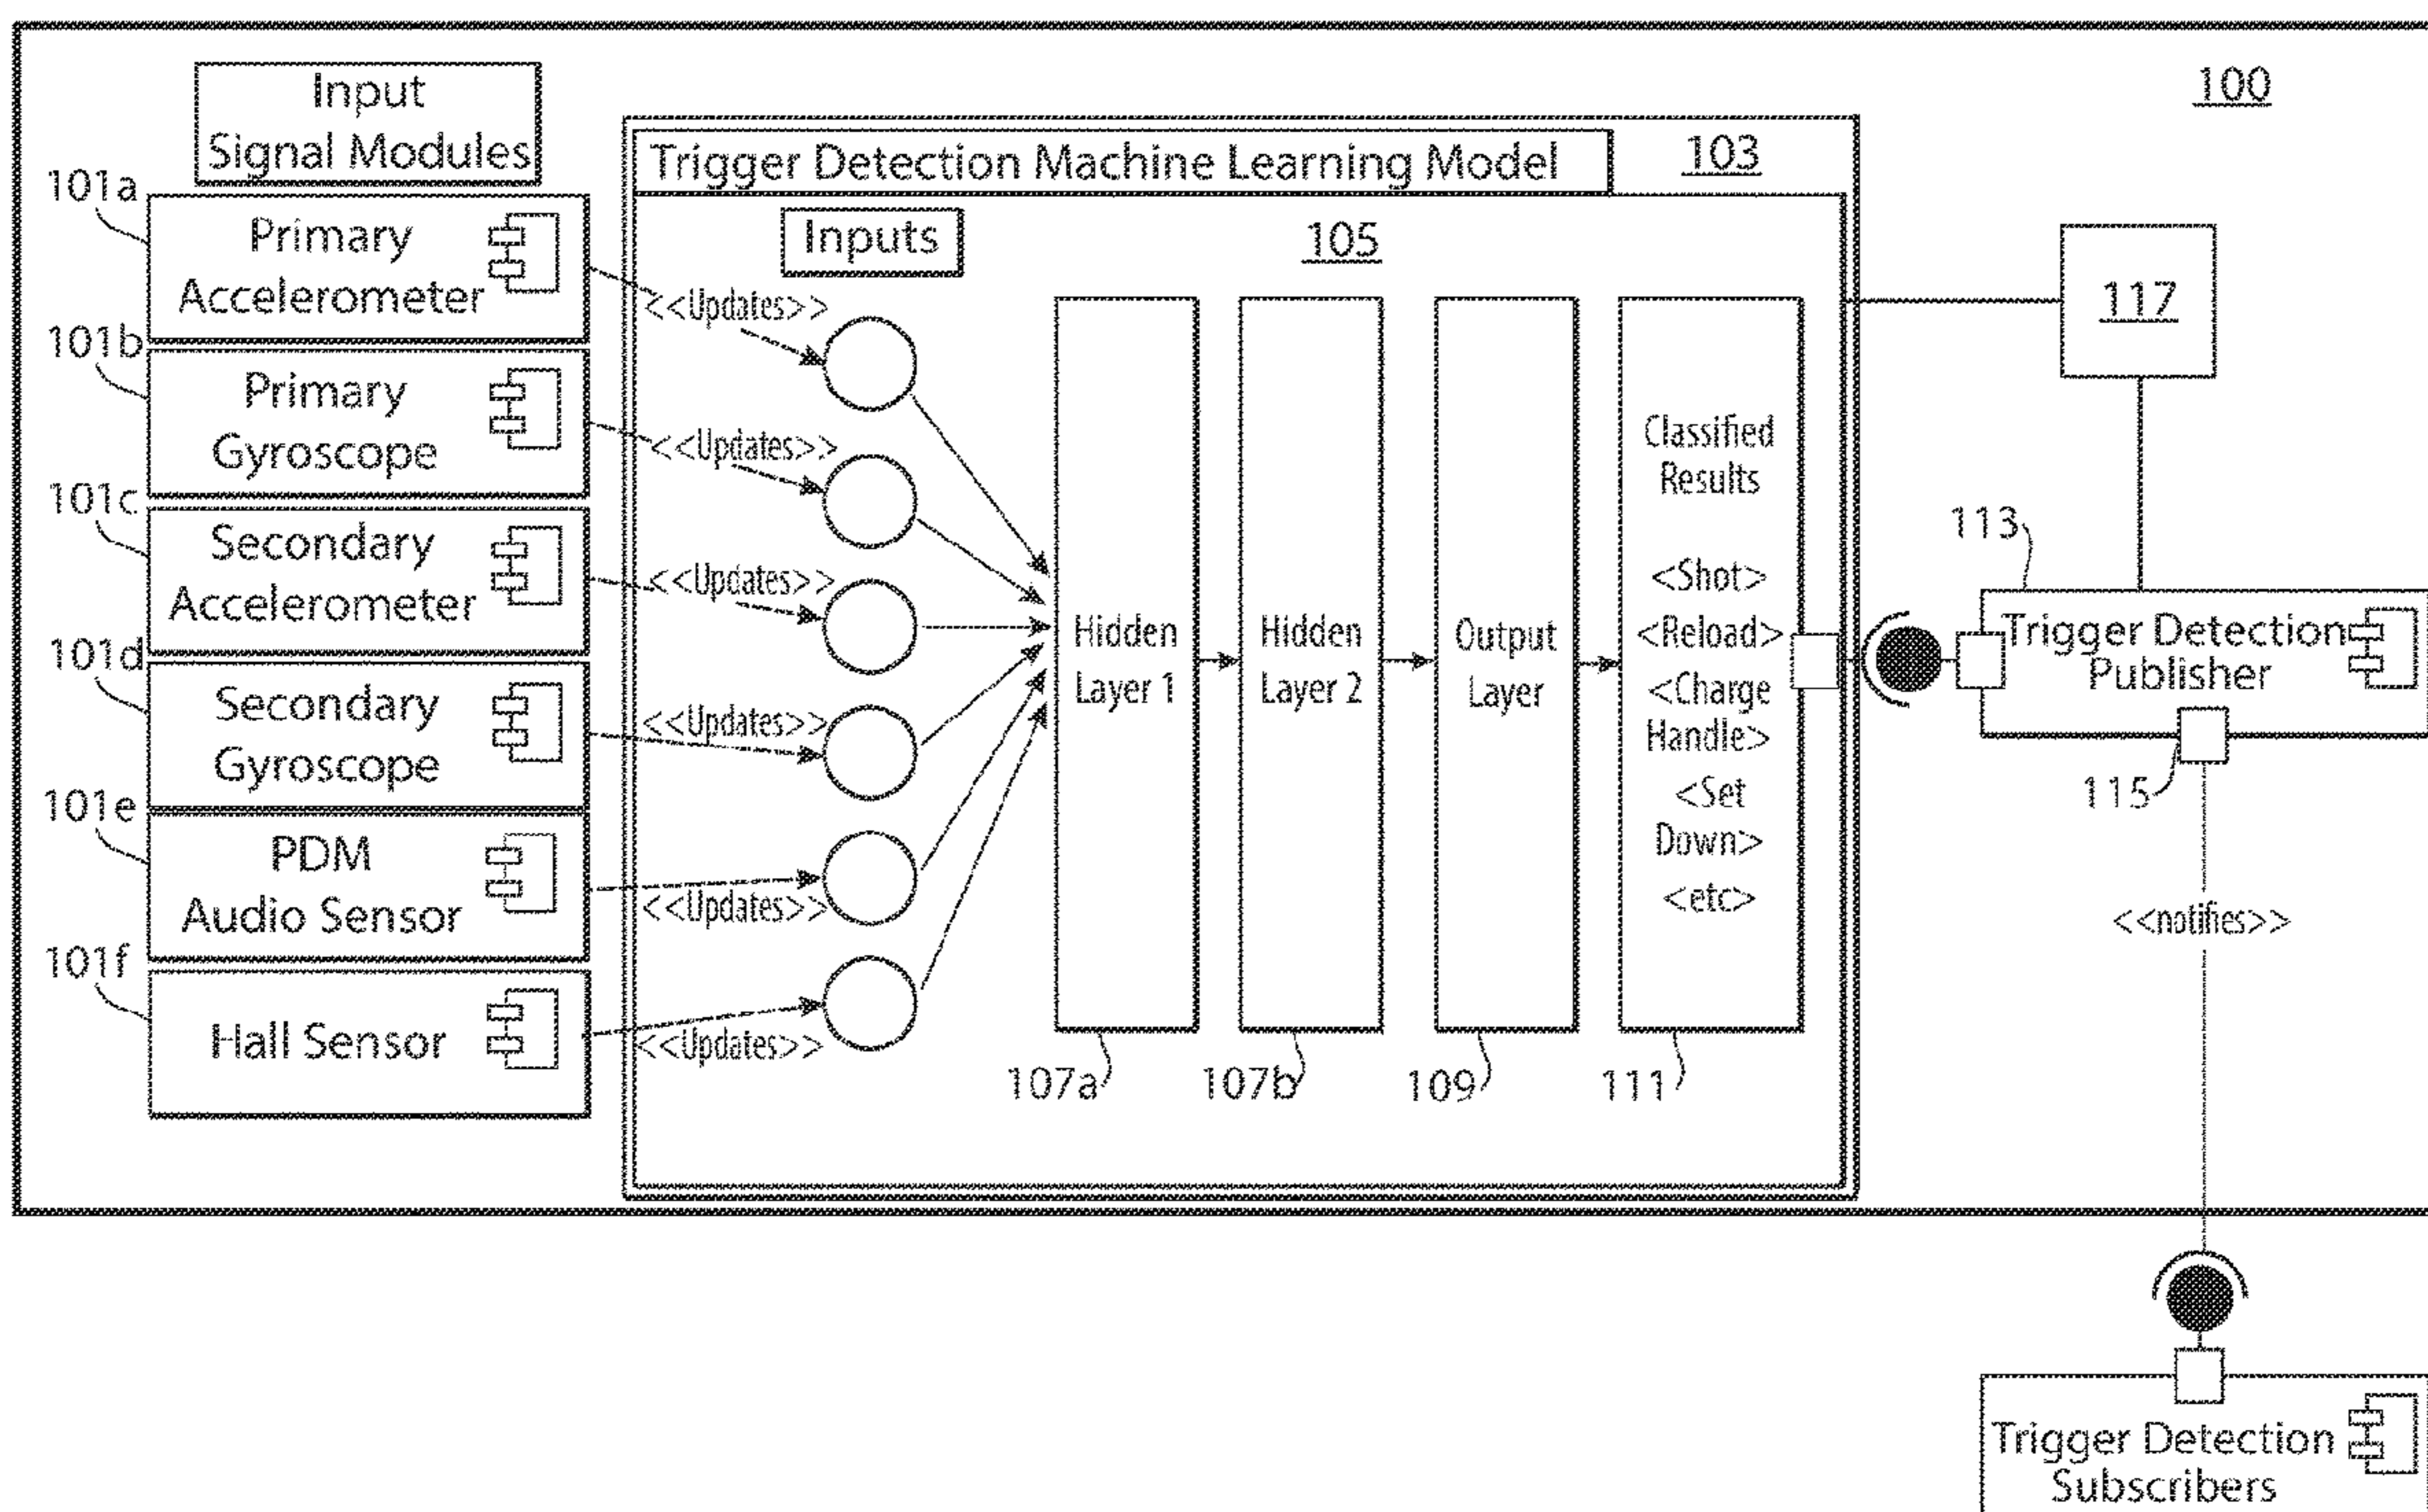 100
Input
Signal Modules
Trigger Detection Machine Learning Model
103
101a
Primary
Accelerometer
101b
Primary
Gyroscope
101c
Secondary
Accelerometer
101d
Secondary
Gyroscope
101e
PDM
Audio Sensor
101f
Hall Sensor
Inputs
105
<<Updates>>
<<Updates>>
<<Updates>>
<<Updates>>
<<Updates>>
<<Updates>>
Hidden
Layer 1
Hidden
Layer 2
Output
Layer
Classified
Results
<Shot>
<Reload>
<Charge
Handle>
<Set
Down>
<etc>
107a
107b
109
111
117
113
Trigger Detection
Publisher
115
<<notifies>>
Trigger Detection
Subscribers